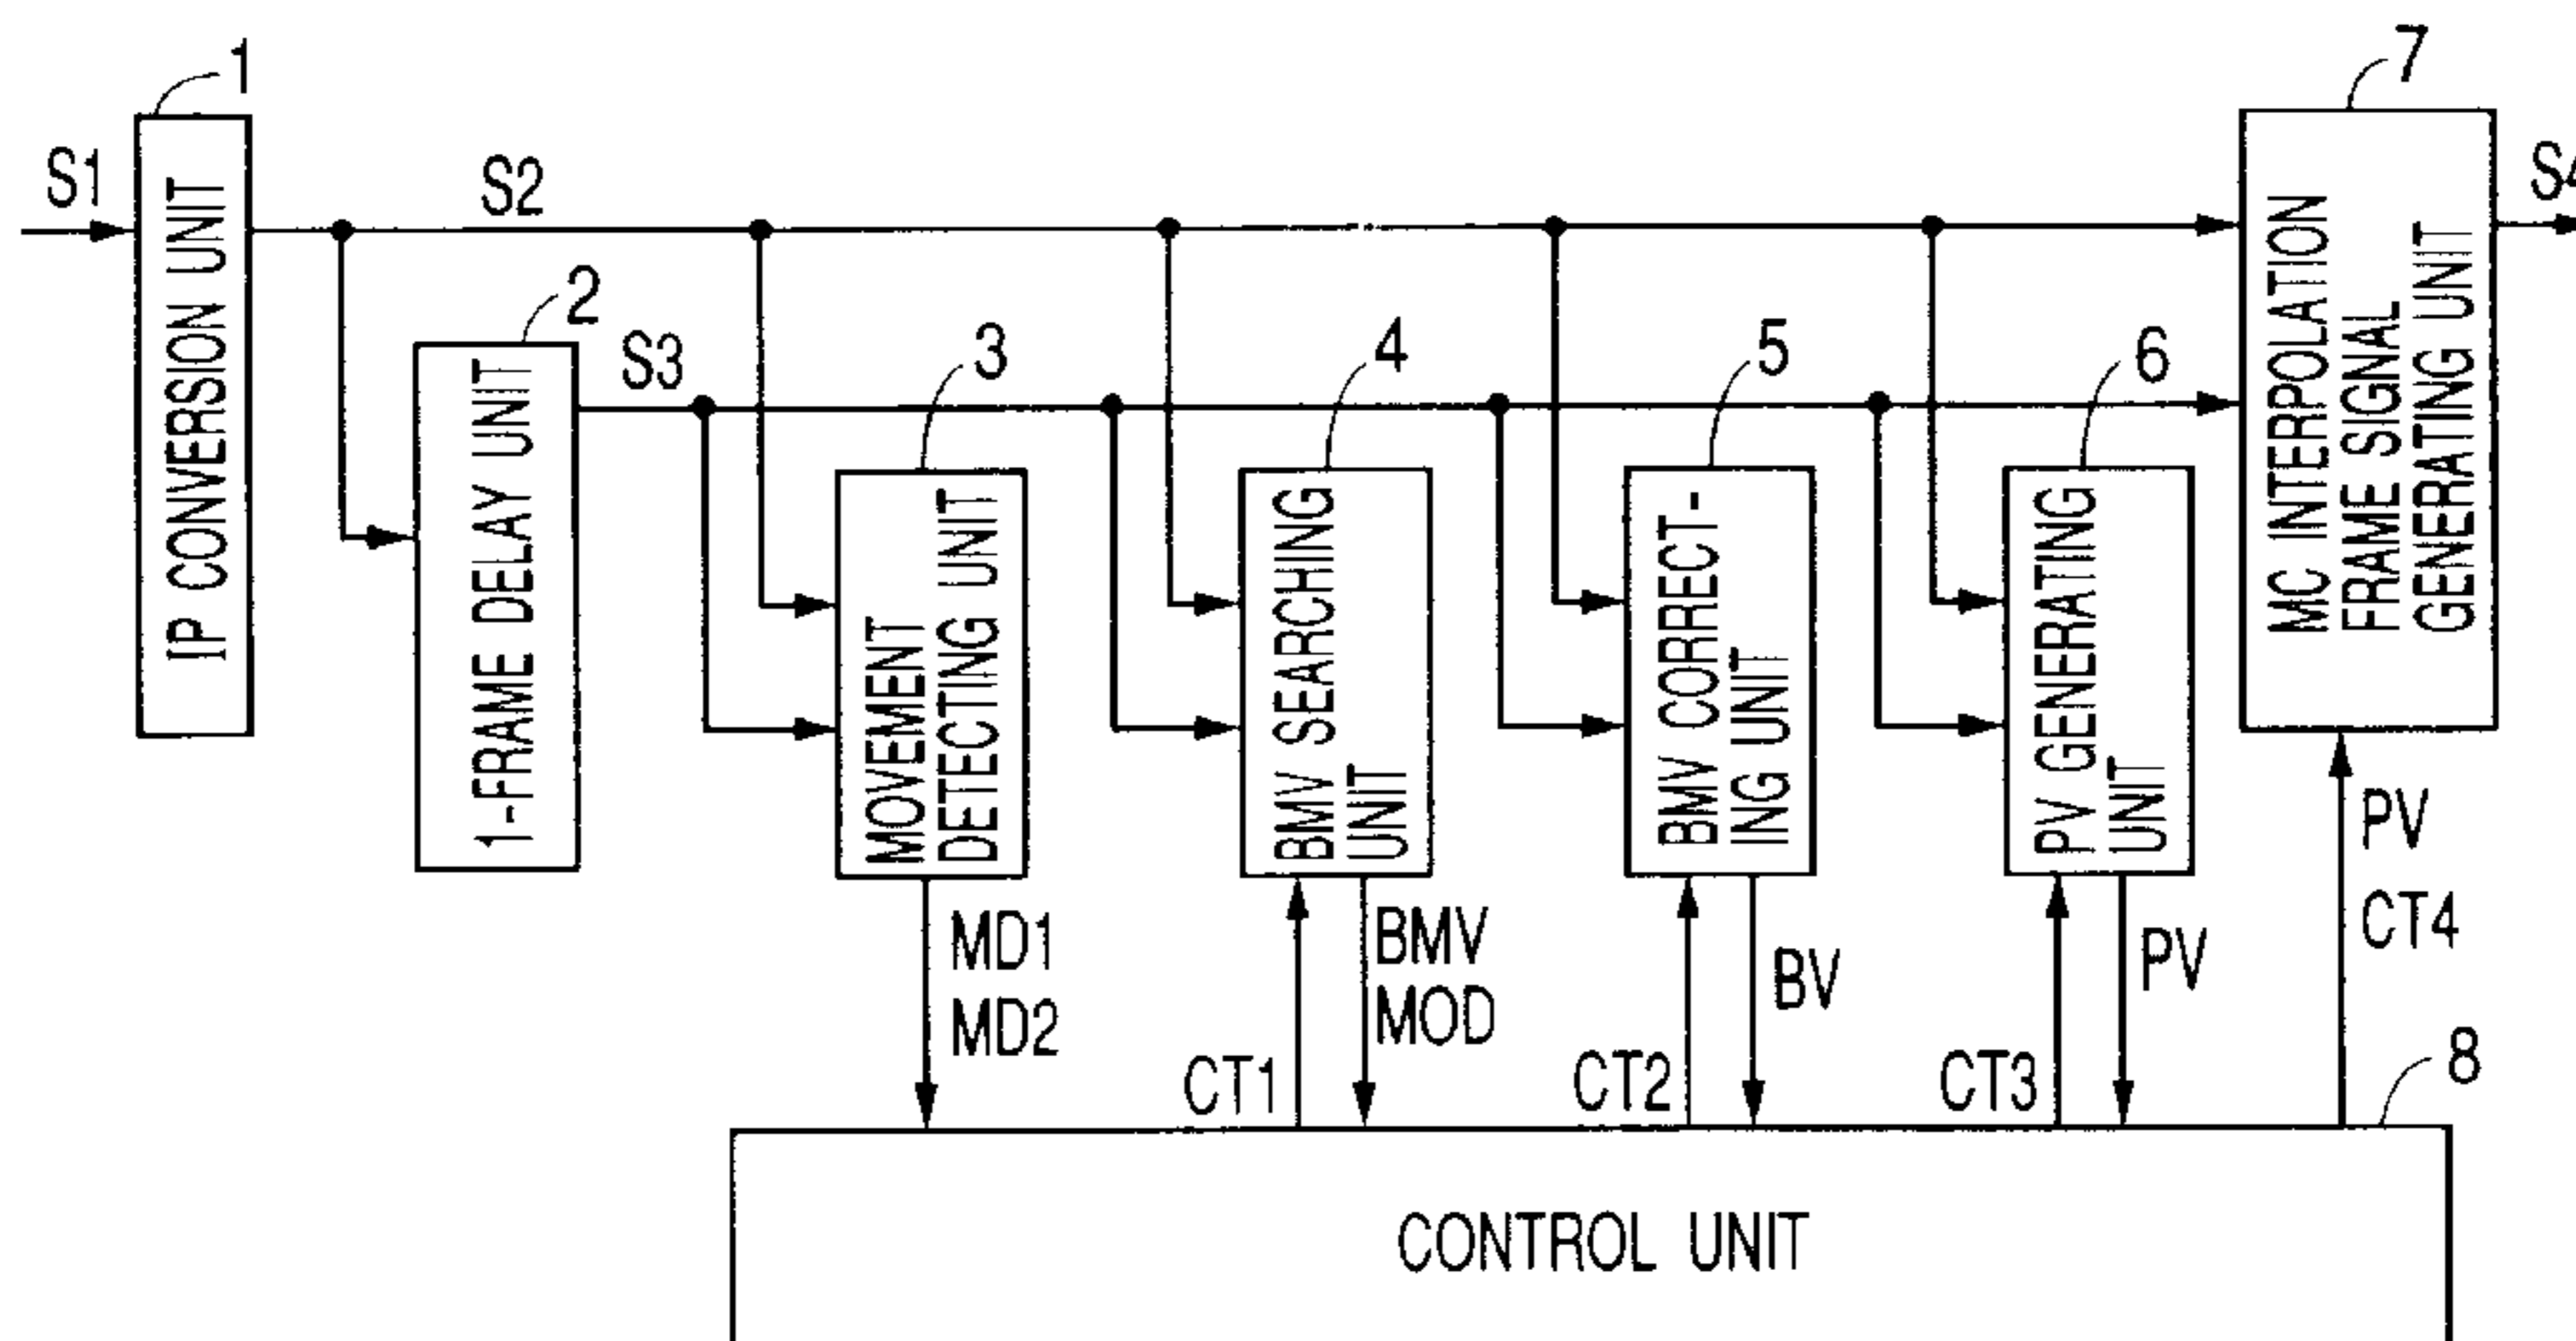 1
7
S1
IP CONVERSION UNIT
S2
S4
2
1-FRAME DELAY UNIT
S3
3
MOVEMENT
DETECTING UNIT
4
BMV SEARCHING
UNIT
5
BMV CORRECT-
ING UNIT
6
PV GENERATING
UNIT
MC INTERPOLATION
FRAME SIGNAL
GENERATING UNIT
MD1
MD2
CT1
BMV
MOD
CT2
BV
CT3
PV
PV
CT4
8
CONTROL UNIT